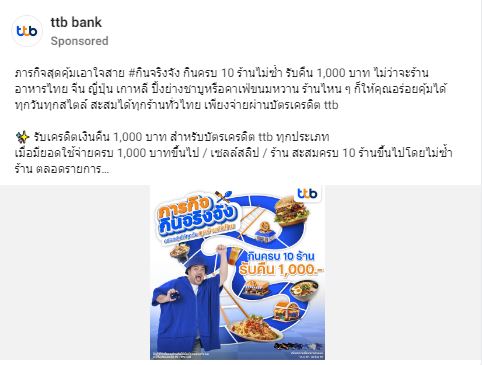 ttb bank
Sponsored
ภารกิจสุดคุ้มเอาใจสาย #กินจริงจัง กินครบ 10 ร้านไม่ซ้ำ รับคืน 1,000 บาท ไม่ว่าจะร้าน
อาหารไทย จีน ญี่ปุ่น เกาหลี ปิ้งย่างชาบูหรือคาเฟ่ขนมหวาน ร้านไหน ๆ ก็ให้คุณอร่อยคุ้มได้
ทุกวันทุกสไตล์ สะสมได้ทุกร้านทั่วไทย เพียงจ่ายผ่านบัตรเครดิต ttb
รับเครดิตเงินคืน 1,000 บาท สำหรับบัตรเครดิต ttb ทุกประเภท
เมื่อมียอดใช้จ่ายครบ 1,000 บาทขึ้นไป / เซลล์สลิป / ร้าน สะสมครบ 10 ร้านขึ้นไปโดยไม่ซ้ำ
ร้าน ตลอดรายการ...
ttb
ภารกิจ
กินจริงจัง
กินครบ 10 ร้าน
รับคืน 1,000.-